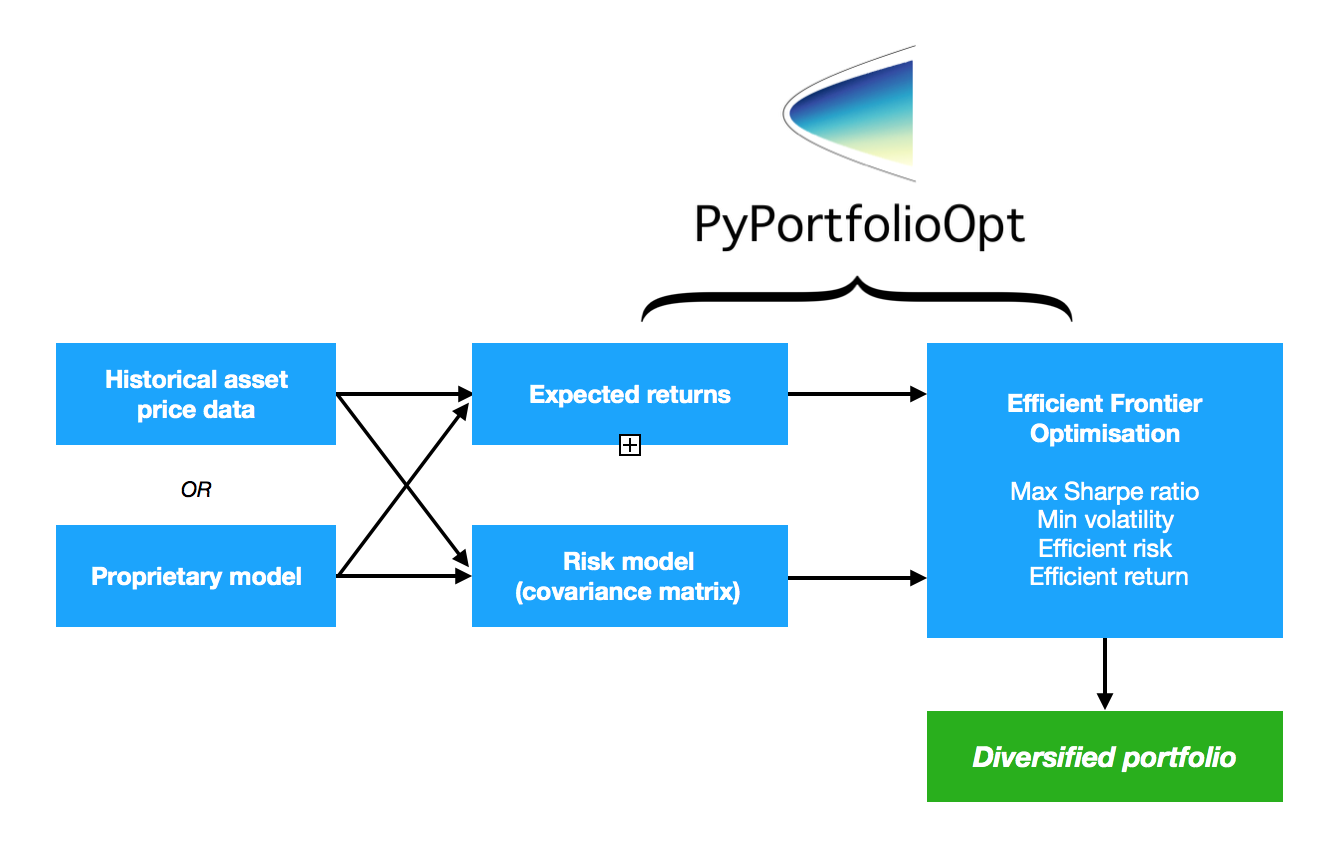 PyPortfolioOpt
Historical asset
price data
OR
Proprietary model
Expected returns
Risk model
(covariance matrix)
Efficient Frontier
Optimisation
Max Sharpe ratio
Min volatility
Efficient risk
Efficient return
Diversified portfolio